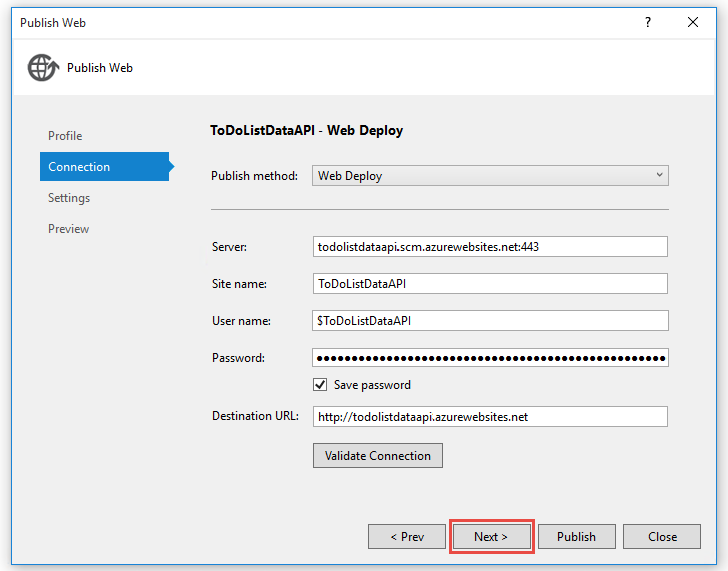 Publish Web
?
Publish Web
Profile
Connection
Settings
Preview
ToDoListDataAPI - Web Deploy
Publish method: Web Deploy
Server: todolistdataapi.scm.azurewebsites.net:443
Site name: ToDoListDataAPI
User name: $ToDoListDataAPI
Password: ••••••••••••••••••••••••••••••••••••••••••••••••••
Save password
Destination URL: http://todolistdataapi.azurewebsites.net
Validate Connection
< Prev Next > Publish Close